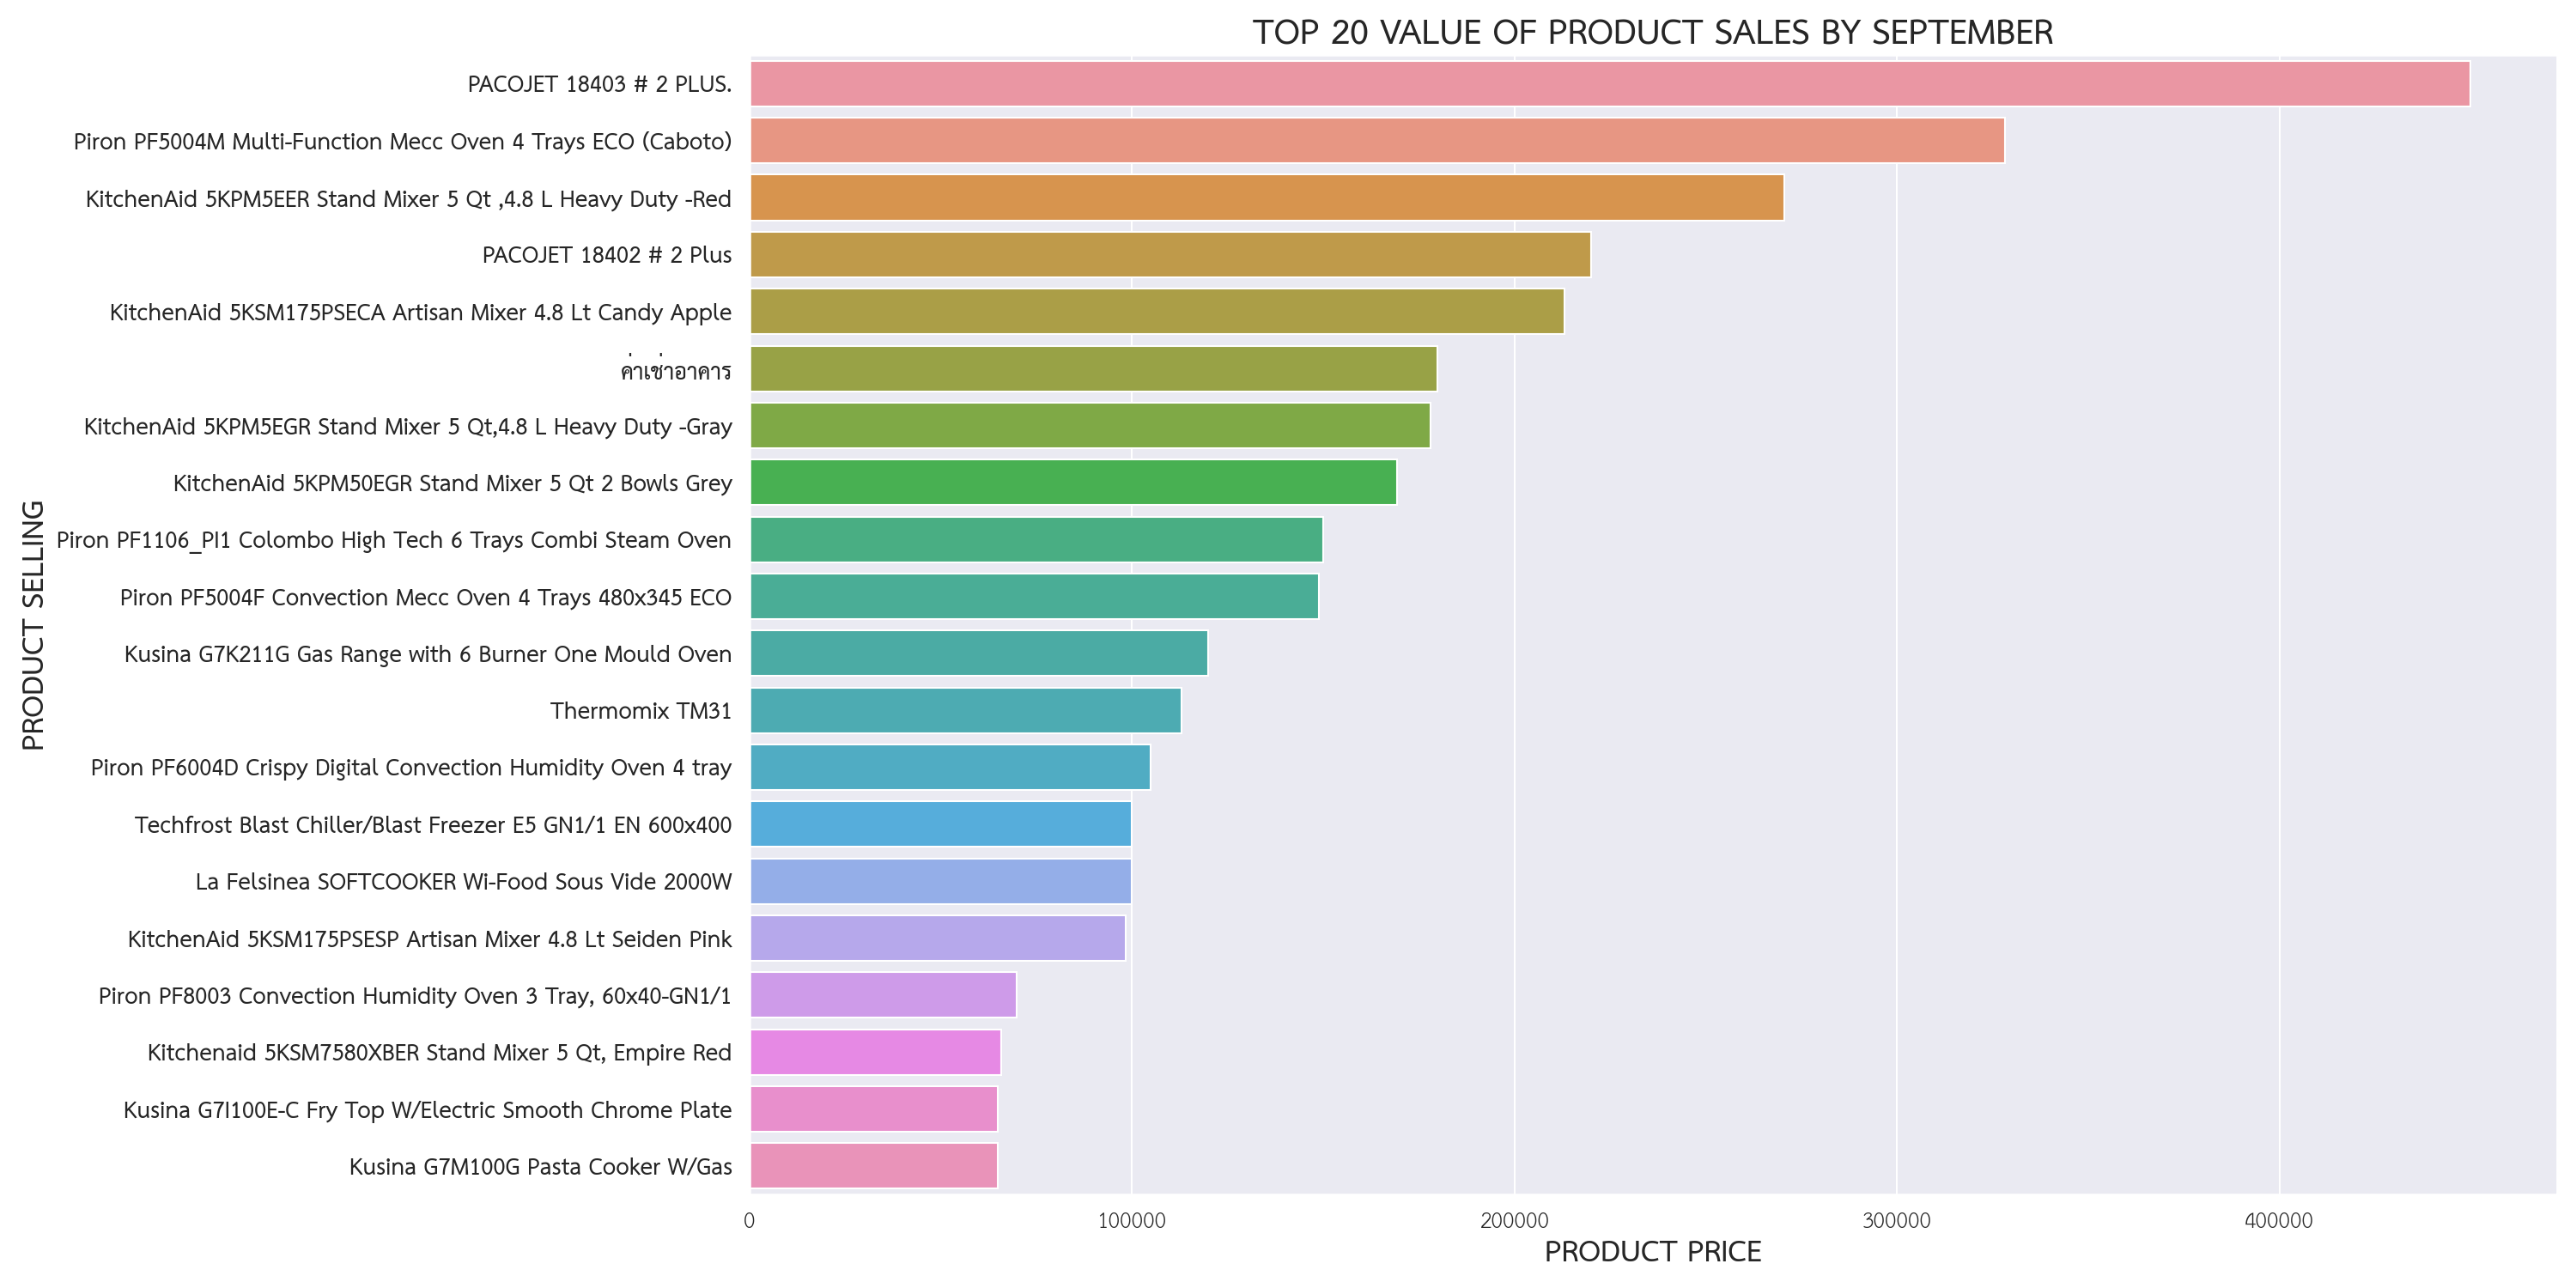 TOP 20 VALUE OF PRODUCT SALES BY SEPTEMBER
PRODUCT SELLING
PACOJET 18403 # 2 PLUS.
Piron PF5004M Multi-Function Mecc Oven 4 Trays ECO (Caboto)
KitchenAid 5KPM5EER Stand Mixer 5 Qt ,4.8 L Heavy Duty -Red
PACOJET 18402 # 2 Plus
KitchenAid 5KSM175PSECA Artisan Mixer 4.8 Lt Candy Apple
ค่าเช่าอาคาร
KitchenAid 5KPM5EGR Stand Mixer 5 Qt,4.8 L Heavy Duty -Gray
KitchenAid 5KPM50EGR Stand Mixer 5 Qt 2 Bowls Grey
Piron PF1106_PI1 Colombo High Tech 6 Trays Combi Steam Oven
Piron PF5004F Convection Mecc Oven 4 Trays 480x345 ECO
Kusina G7K211G Gas Range with 6 Burner One Mould Oven
Thermomix TM31
Piron PF6004D Crispy Digital Convection Humidity Oven 4 tray
Techfrost Blast Chiller/Blast Freezer E5 GN1/1 EN 600x400
La Felsinea SOFTCOOKER Wi-Food Sous Vide 2000W
KitchenAid 5KSM175PSESP Artisan Mixer 4.8 Lt Seiden Pink
Piron PF8003 Convection Humidity Oven 3 Tray, 60x40-GN1/1
Kitchenaid 5KSM7580XBER Stand Mixer 5 Qt, Empire Red
Kusina G7I100E-C Fry Top W/Electric Smooth Chrome Plate
Kusina G7M100G Pasta Cooker W/Gas
0 100000 200000 300000 400000
PRODUCT PRICE